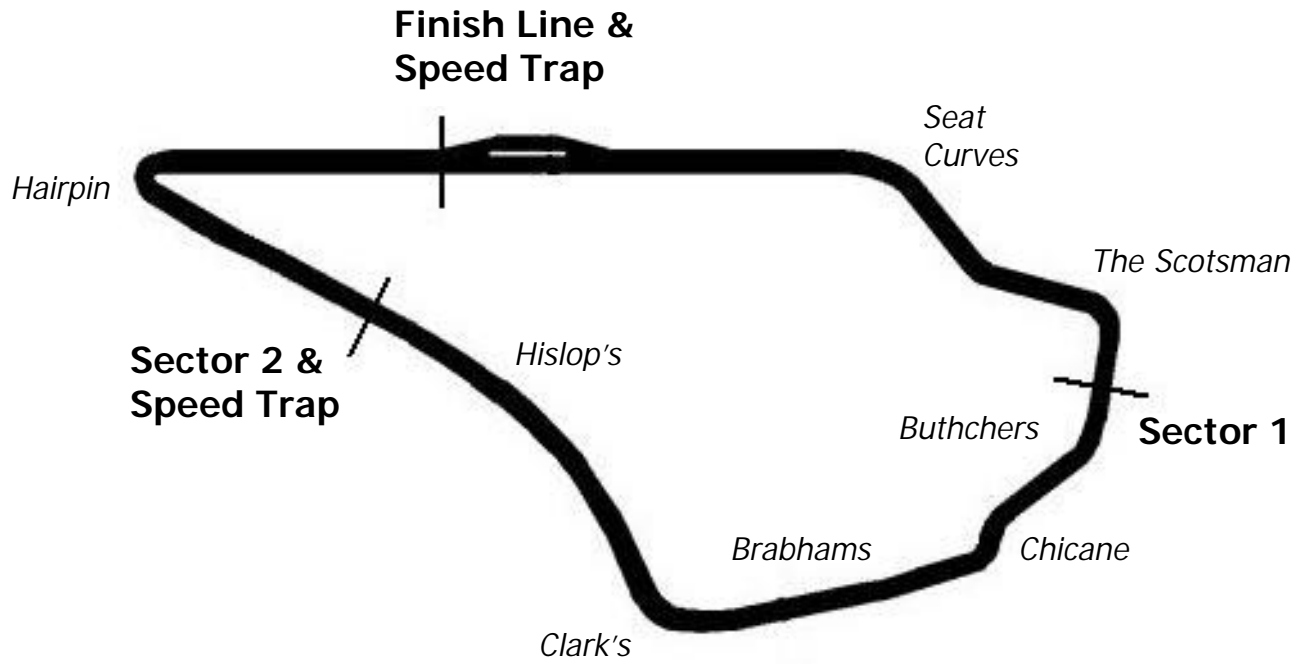 Finish Line &
Speed Trap
Seat
Curves
Hairpin
The Scotsman
Hislop's
Sector 2 &
Speed Trap
Buthchers
Sector 1
Brabhams
Chicane
Clark's